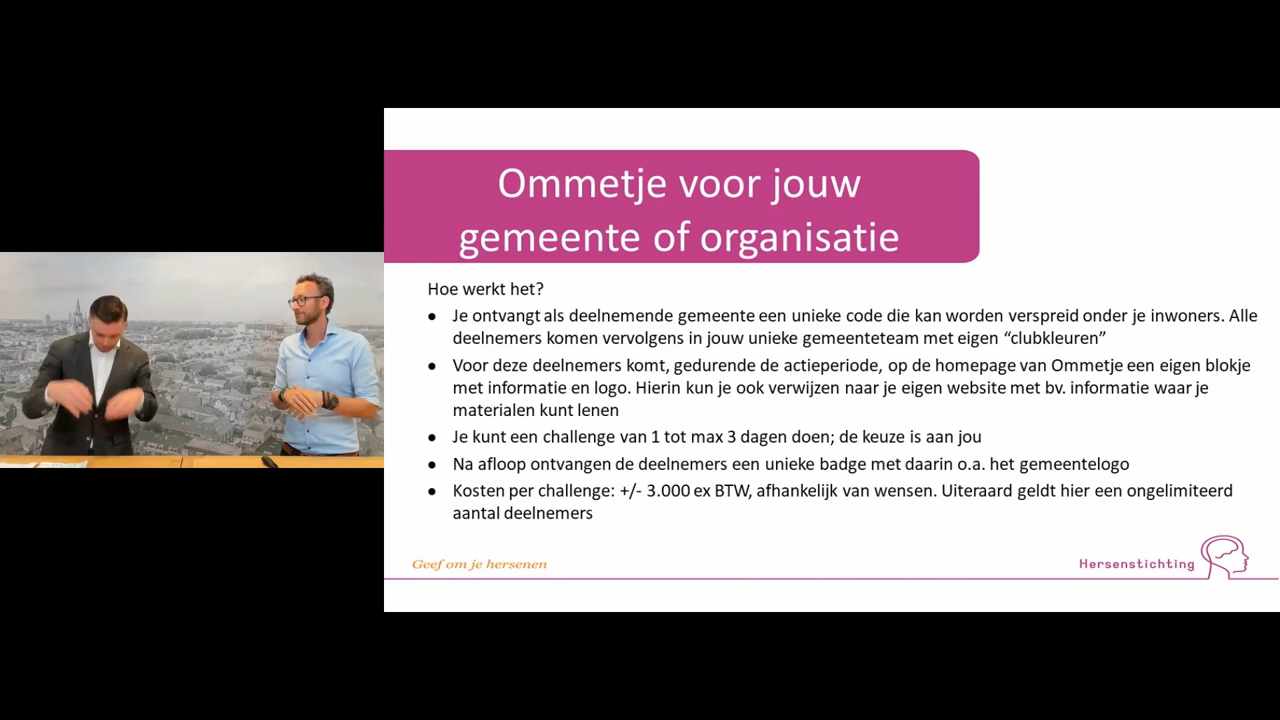 Ommetje voor jouw
gemeente of organisatie
Hoe werkt het?
● Je ontvangt als deelnemende gemeente een unieke code die kan worden verspreid onder je inwoners. Alle
deelnemers komen vervolgens in jouw unieke gemeenteteam met eigen “clubkleuren”
● Voor deze deelnemers komt, gedurende de actieperiode, op de homepage van Ommetje een eigen blokje
met informatie en logo. Hierin kun je ook verwijzen naar je eigen website met bv. informatie waar je
materialen kunt lenen
● Je kunt een challenge van 1 tot max 3 dagen doen; de keuze is aan jou
● Na afloop ontvangen de deelnemers een unieke badge met daarin o.a. het gemeentelogo
● Kosten per challenge: +/- 3.000 ex BTW, afhankelijk van wensen. Uiteraard geldt hier een ongelimiteerd
aantal deelnemers
Geef om je hersenen
Hersenstichting